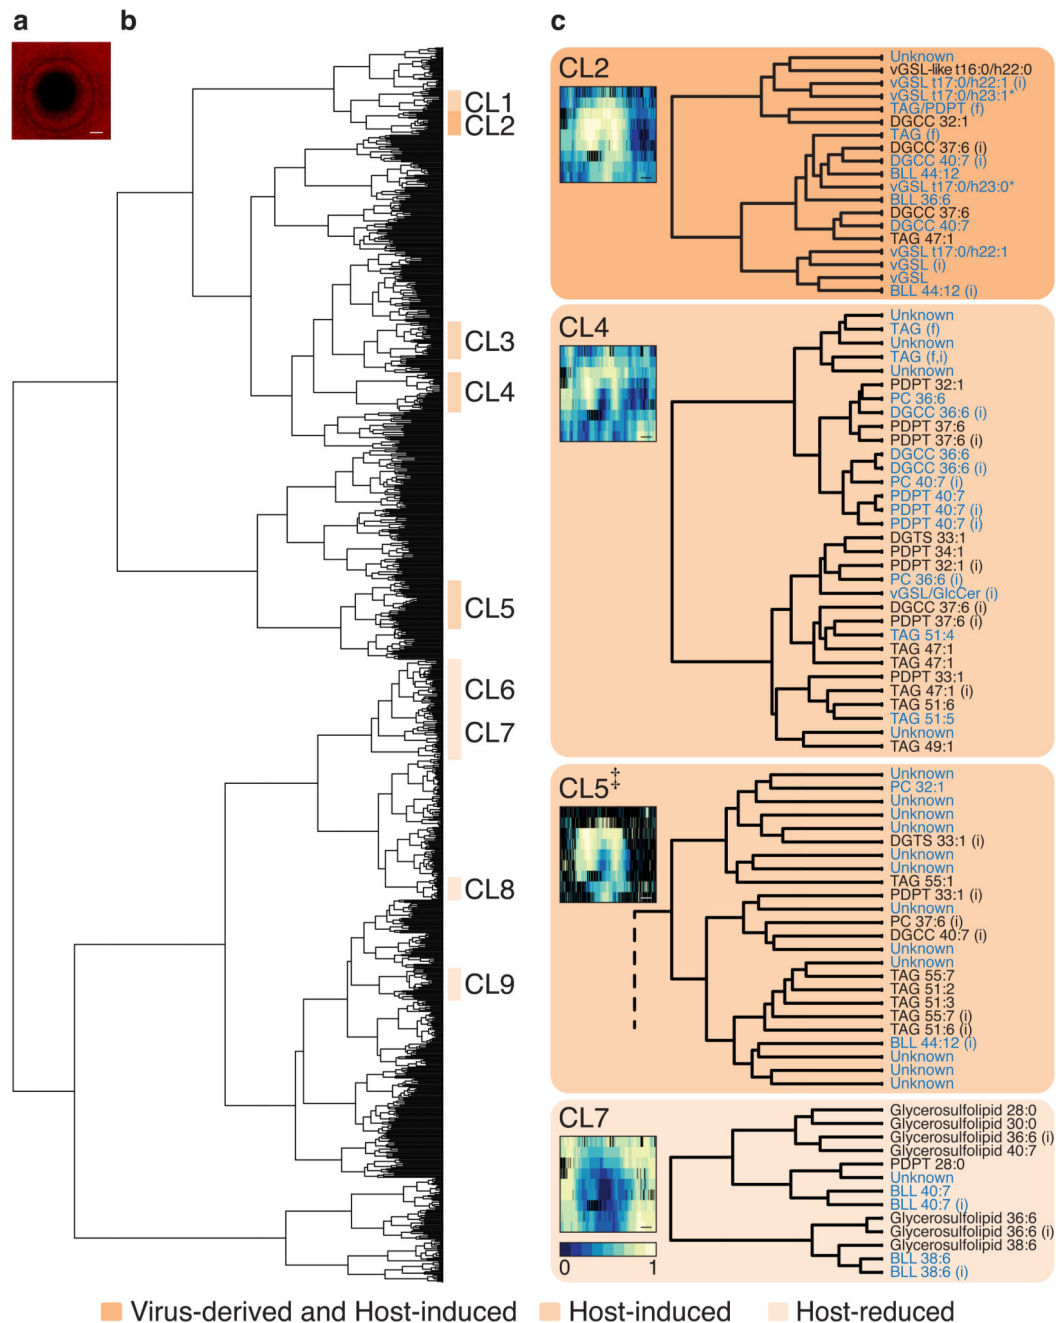 a
b
c
CL1
CL2
CL3
CL4
CL5
CL6
CL7
CL8
CL9
CL2
Unknown
vGSL-like t16:0/h22:0
vGSL t17:0/h22:1 (i)
vGSL t17:0/h23:1*
TAG/PDPT (f)
DGCC 32:1
TAG (f)
DGCC 37:6 (i)
DGCC 40:7 (i)
BLL 44:12
vGSL t17:0/h23:0*
BLL 36:6
DGCC 37:6
DGCC 40:7
TAG 47:1
vGSL t17:0/h22:1
vGSL (i)
vGSL
BLL 44:12 (i)
CL4
Unknown
TAG (f)
Unknown
TAG (f,i)
Unknown
PDPT 32:1
PC 36:6
DGCC 36:6 (i)
PDPT 37:6
PDPT 37:6 (i)
DGCC 36:6
DGCC 36:6 (i)
PC 40:7 (i)
PDPT 40:7
PDPT 40:7 (i)
PDPT 40:7 (i)
DGTS 33:1
PDPT 34:1
PDPT 32:1 (i)
PC 36:6 (i)
vGSL/GlcCer (i)
DGCC 37:6 (i)
PDPT 37:6 (i)
TAG 51:4
TAG 47:1
TAG 47:1
PDPT 33:1
TAG 47:1 (i)
TAG 51:6
TAG 51:5
Unknown
TAG 49:1
CL5‡
Unknown
PC 32:1
Unknown
Unknown
Unknown
DGTS 33:1 (i)
Unknown
Unknown
TAG 55:1
PDPT 33:1 (i)
Unknown
PC 37:6 (i)
DGCC 40:7 (i)
Unknown
Unknown
TAG 55:7
TAG 51:2
TAG 51:3
TAG 55:7 (i)
TAG 51:6 (i)
BLL 44:12 (i)
Unknown
Unknown
Unknown
CL7
0 1
Glycerosulfolipid 28:0
Glycerosulfolipid 30:0
Glycerosulfolipid 36:6 (i)
Glycerosulfolipid 40:7
PDPT 28:0
Unknown
BLL 40:7
BLL 40:7 (i)
Glycerosulfolipid 36:6
Glycerosulfolipid 36:6 (i)
Glycerosulfolipid 38:6
BLL 38:6
BLL 38:6 (i)
Virus-derived and Host-induced Host-induced Host-reduced